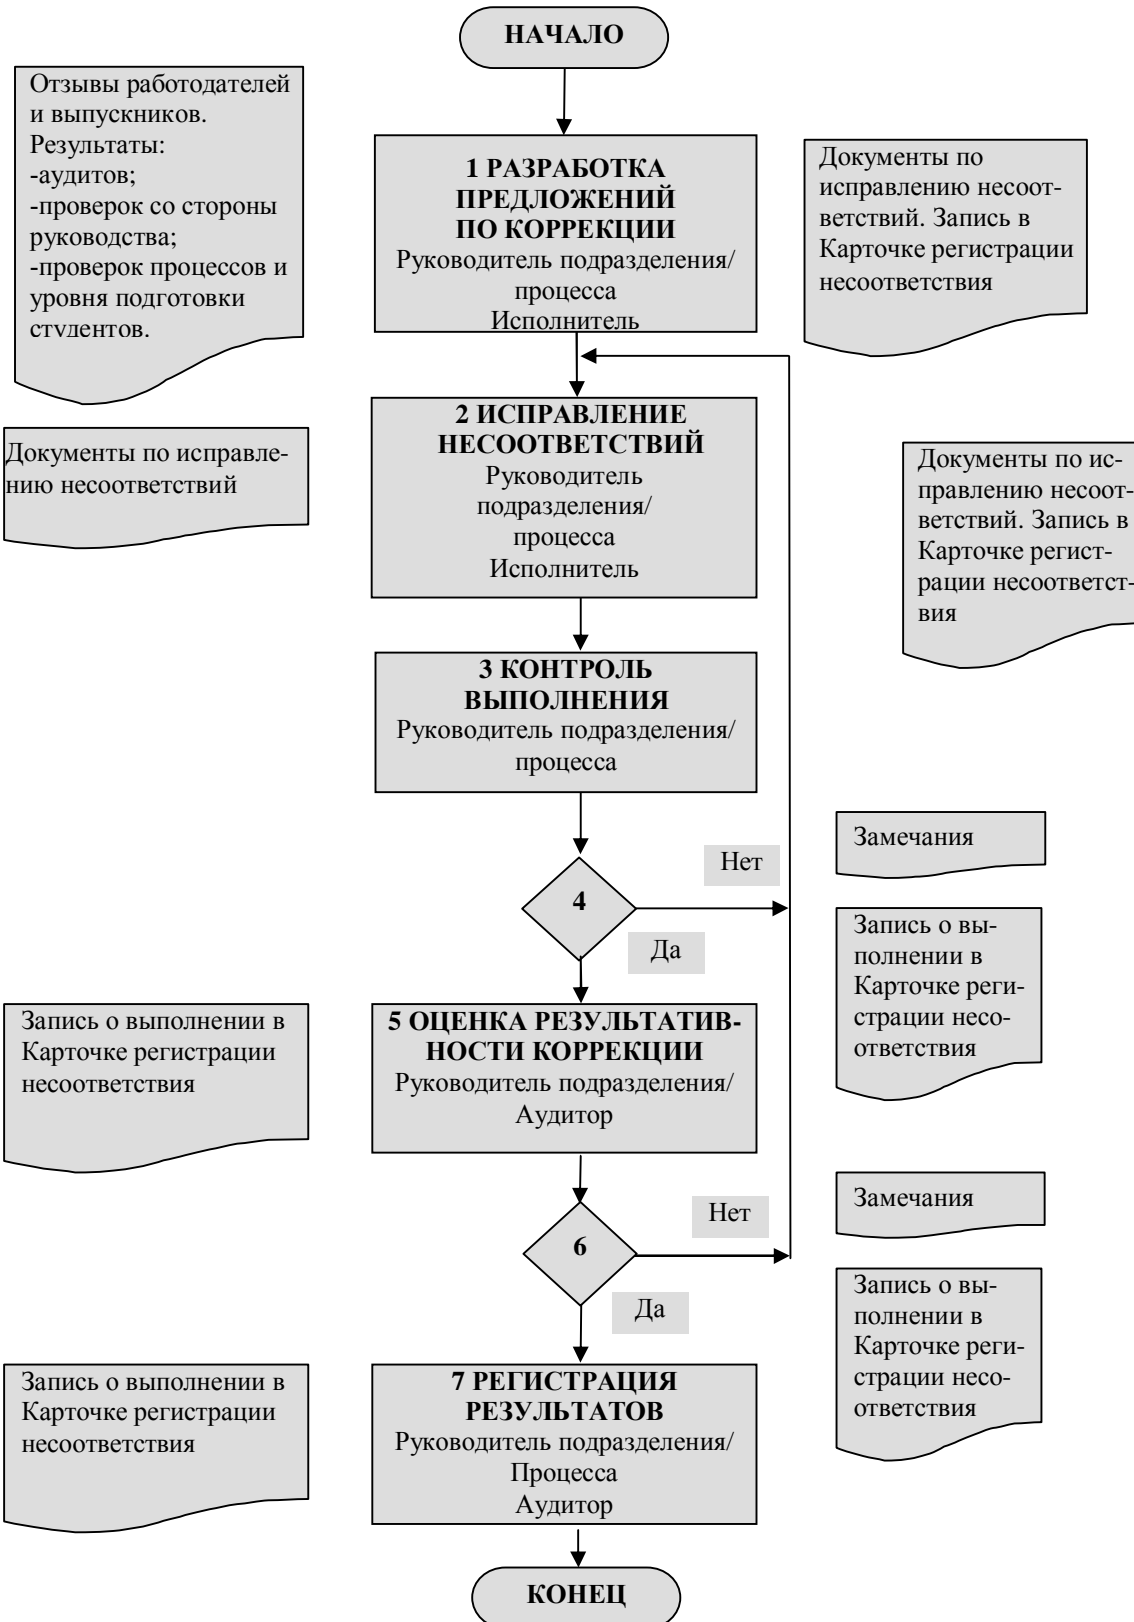 НАЧАЛО
Отзывы работодателей
и выпускников.
Результаты:
-аудитов;
-проверок со стороны
руководства;
-проверок процессов и
уровня подготовки
студентов.
1 РАЗРАБОТКА
ПРЕДЛОЖЕНИЙ
ПО КОРРЕКЦИИ
Руководитель подразделения/
процесса
Исполнитель
Документы по
исправлению несоот-
ветствий. Запись в
Карточке регистрации
несоответствия
Документы по исправле-
нию несоответствий
2 ИСПРАВЛЕНИЕ
НЕСООТВЕТСТВИЙ
Руководитель
подразделения/
процесса
Исполнитель
Документы по ис-
правлению несоот-
ветствий. Запись в
Карточке регист-
рации несоответст-
вия
3 КОНТРОЛЬ
ВЫПОЛНЕНИЯ
Руководитель подразделения/
процесса
4
Нет
Да
Замечания
Запись о вы-
полнении в
Карточке реги-
страции несо-
ответствия
Запись о выполнении в
Карточке регистрации
несоответствия
5 ОЦЕНКА РЕЗУЛЬТАТИВ-
НОСТИ КОРРЕКЦИИ
Руководитель подразделения/
Аудитор
6
Нет
Да
Замечания
Запись о вы-
полнении в
Карточке реги-
страции несо-
ответствия
Запись о выполнении в
Карточке регистрации
несоответствия
7 РЕГИСТРАЦИЯ
РЕЗУЛЬТАТОВ
Руководитель подразделения/
Процесса
Аудитор
КОНЕЦ